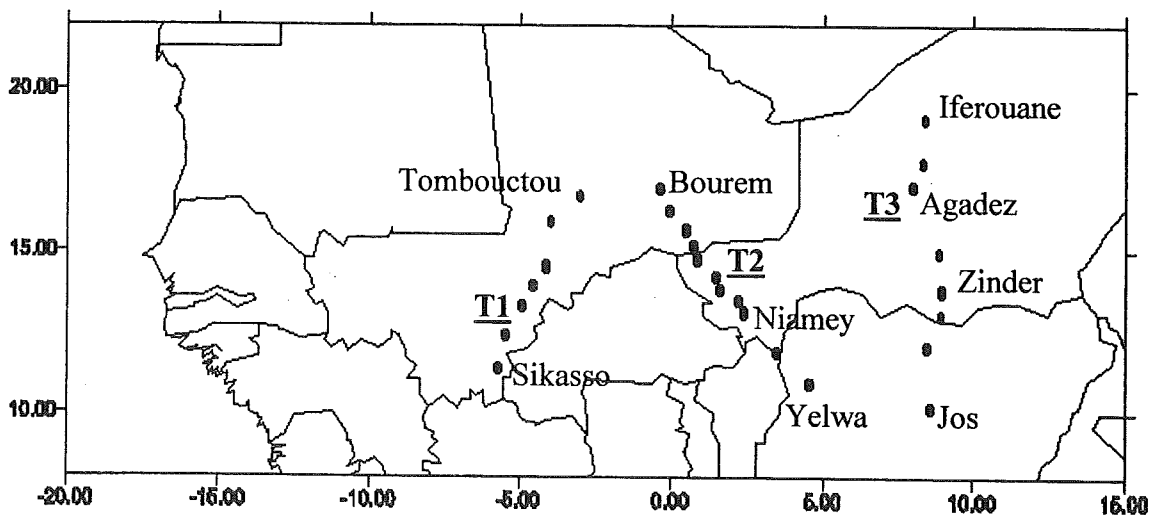 20.00
15.00
10.00
Iferouane
Tombouctou
Bourem
T3 Agadez
T2
T1
Zinder
Niamey
Sikasso
Yelwa
Jos
-20.00 -15.00 -10.00 -5.00 0.00 5.00 10.00 15.00